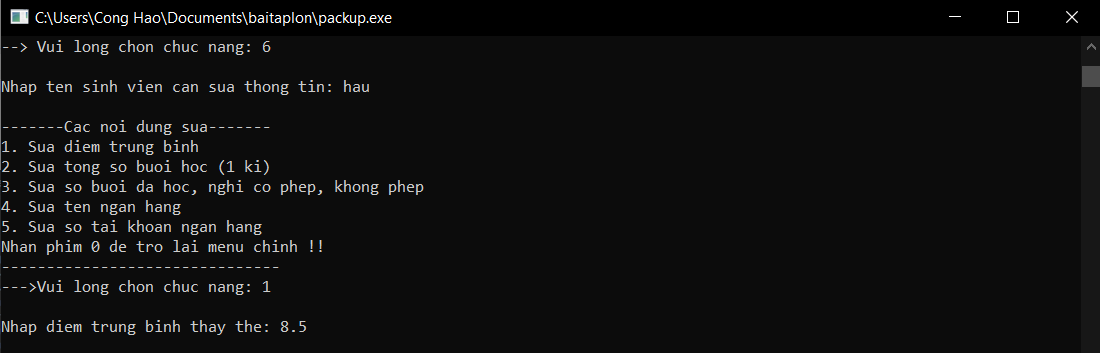 C:\Users\Cong Hao\Documents\baitaplon\packup.exe
--> Vui long chon chuc nang: 6
Nhap ten sinh vien can sua thong tin: hau
-------Cac noi dung sua-------
1. Sua diem trung binh
2. Sua tong so buoi hoc (1 ki)
3. Sua so buoi da hoc, nghi co phep, khong phep
4. Sua ten ngan hang
5. Sua so tai khoan ngan hang
Nhan phim 0 de tro lai menu chinh !!
-------------------------------
--->Vui long chon chuc nang: 1
Nhap diem trung binh thay the: 8.5